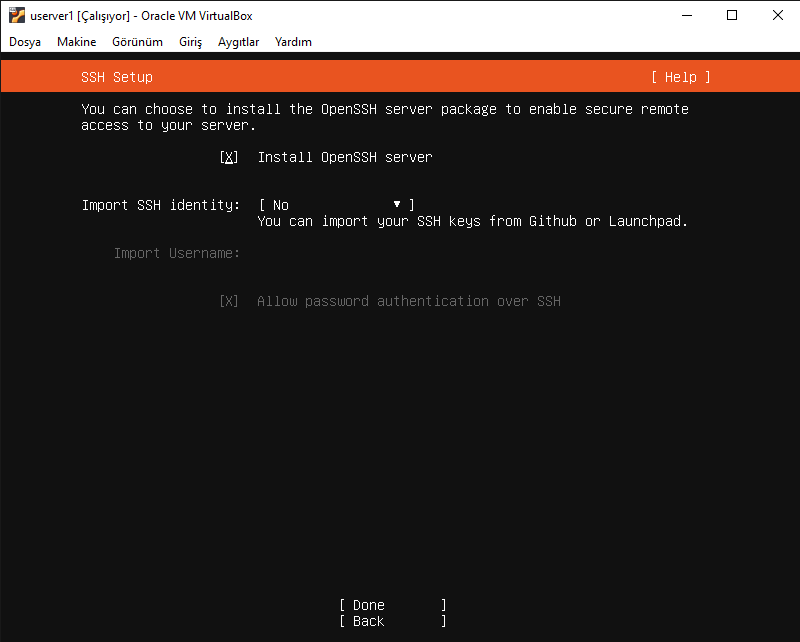 userver1 [Çalışıyor] - Oracle VM VirtualBox
Dosya Makine Görünüm Giriş Aygıtlar Yardım
SSH Setup [ Help ]
You can choose to install the OpenSSH server package to enable secure remote
access to your server.
[X] Install OpenSSH server
Import SSH identity: [ No ▾ ]
You can import your SSH keys from Github or Launchpad.
Import Username:
[X] Allow password authentication over SSH
[ Done ]
[ Back ]